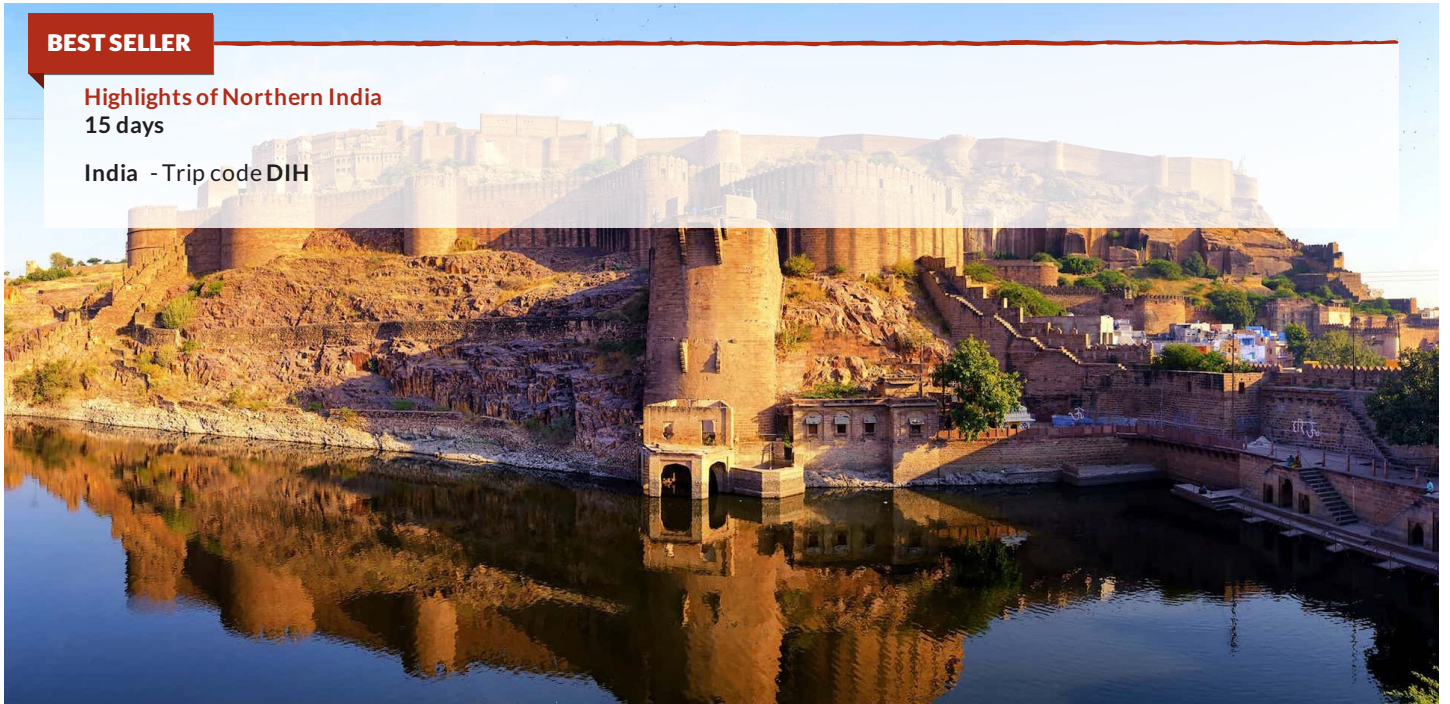 BEST SELLER
Highlights of Northern India
15 days
India - Trip code DIH